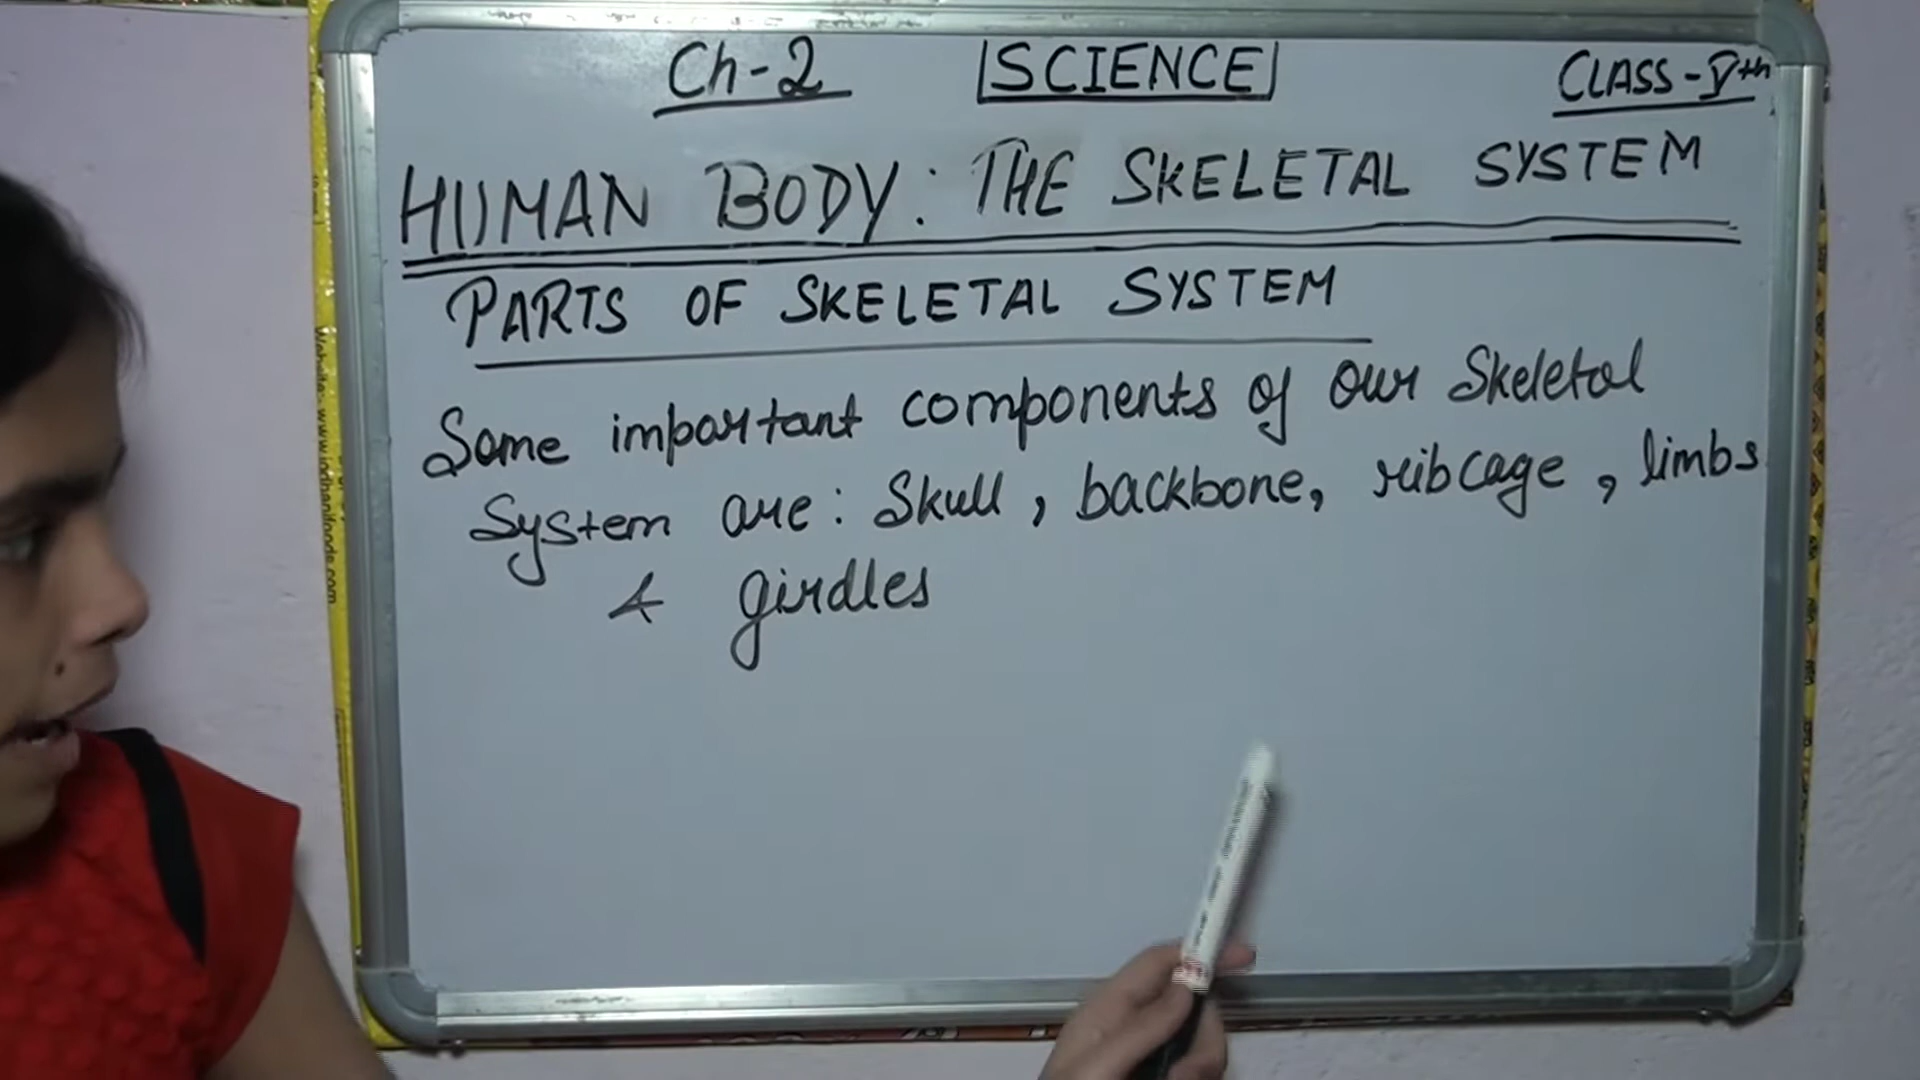 Ch-2 SCIENCE CLASS-Vth
HUMAN BODY: THE SKELETAL SYSTEM
PARTS OF SKELETAL SYSTEM
Some important components of our Skeletal
System are: Skull, backbone, ribcage, limbs
& girdles